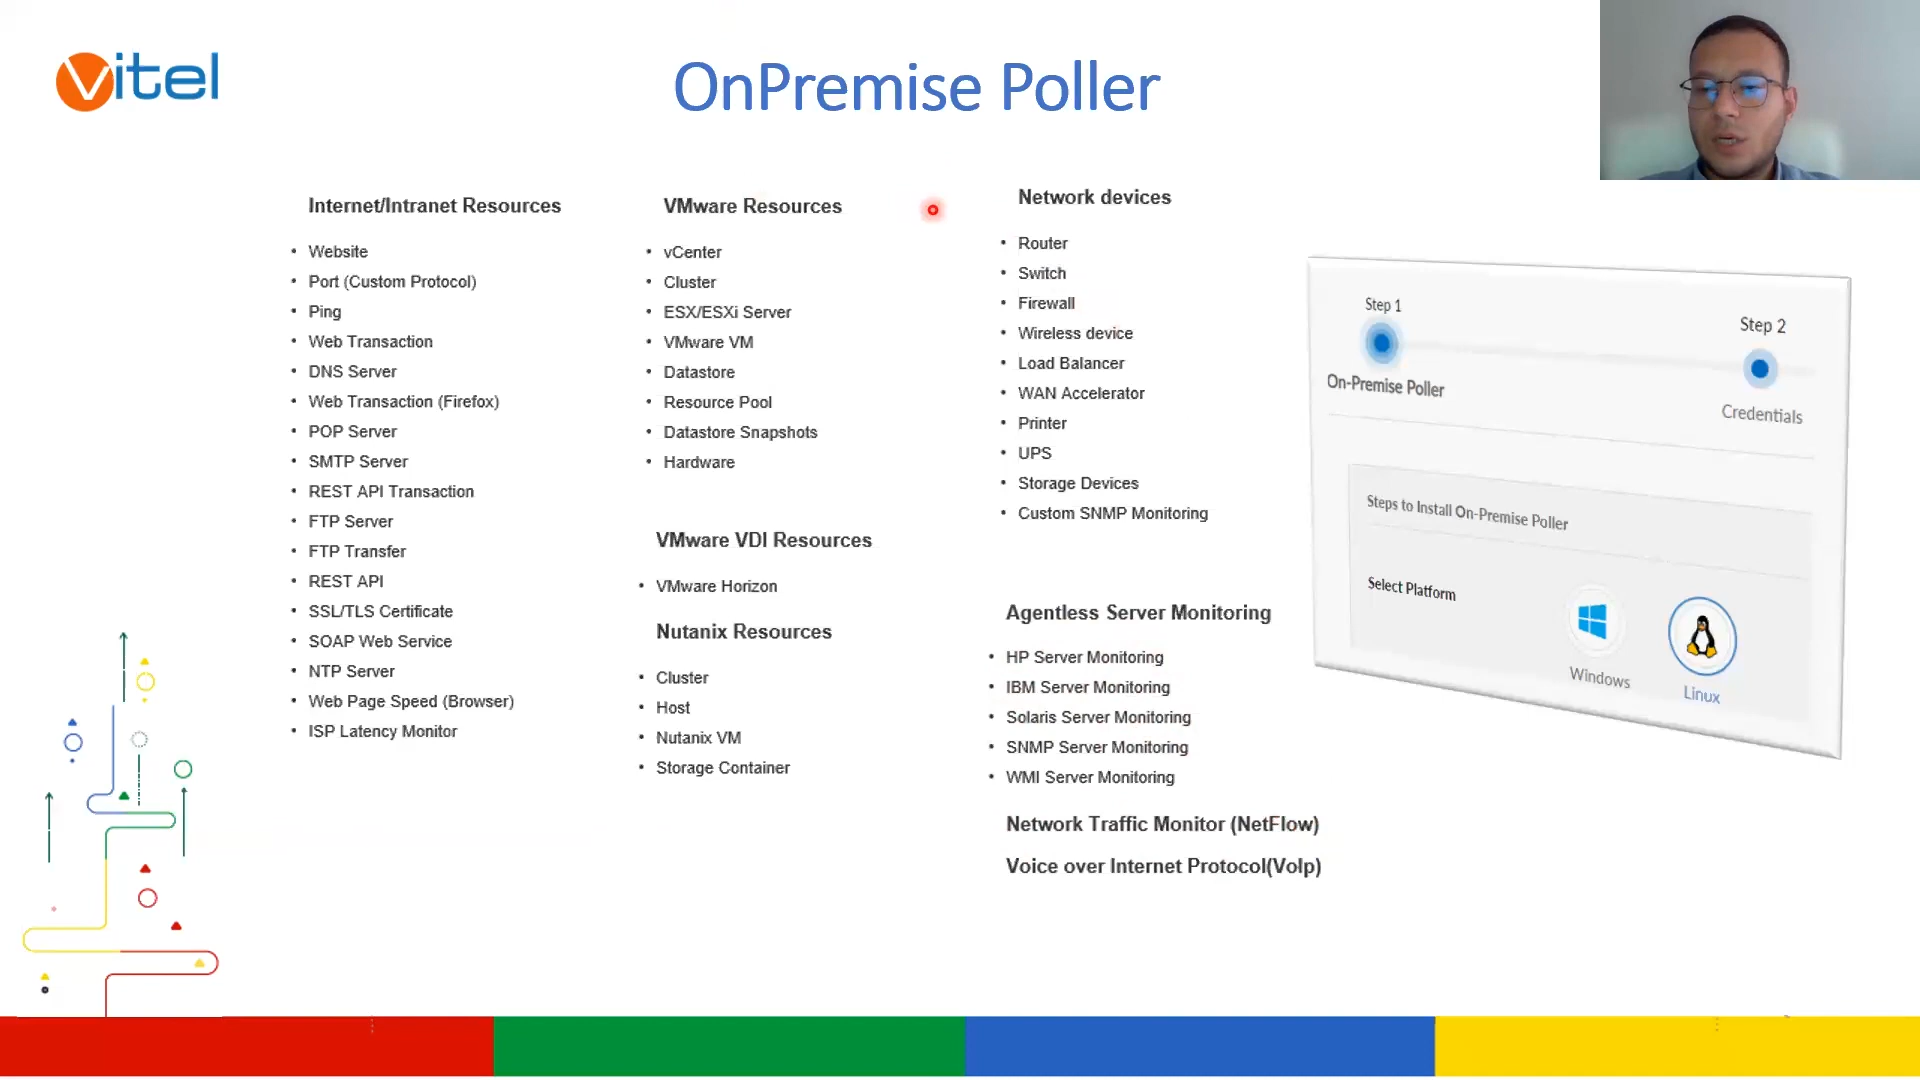 vitel
OnPremise Poller
Internet/Intranet Resources
• Website
• Port (Custom Protocol)
• Ping
• Web Transaction
• DNS Server
• Web Transaction (Firefox)
• POP Server
• SMTP Server
• REST API Transaction
• FTP Server
• FTP Transfer
• REST API
• SSL/TLS Certificate
• SOAP Web Service
• NTP Server
• Web Page Speed (Browser)
• ISP Latency Monitor
VMware Resources
• vCenter
• Cluster
• ESX/ESXi Server
• VMware VM
• Datastore
• Resource Pool
• Datastore Snapshots
• Hardware
VMware VDI Resources
• VMware Horizon
Nutanix Resources
• Cluster
• Host
• Nutanix VM
• Storage Container
Network devices
• Router
• Switch
• Firewall
• Wireless device
• Load Balancer
• WAN Accelerator
• Printer
• UPS
• Storage Devices
• Custom SNMP Monitoring
Agentless Server Monitoring
• HP Server Monitoring
• IBM Server Monitoring
• Solaris Server Monitoring
• SNMP Server Monitoring
• WMI Server Monitoring
Network Traffic Monitor (NetFlow)
Voice over Internet Protocol(VoIp)
Step 1
Step 2
On-Premise Poller
Credentials
Steps to Install On-Premise Poller
Select Platform
Windows
Linux